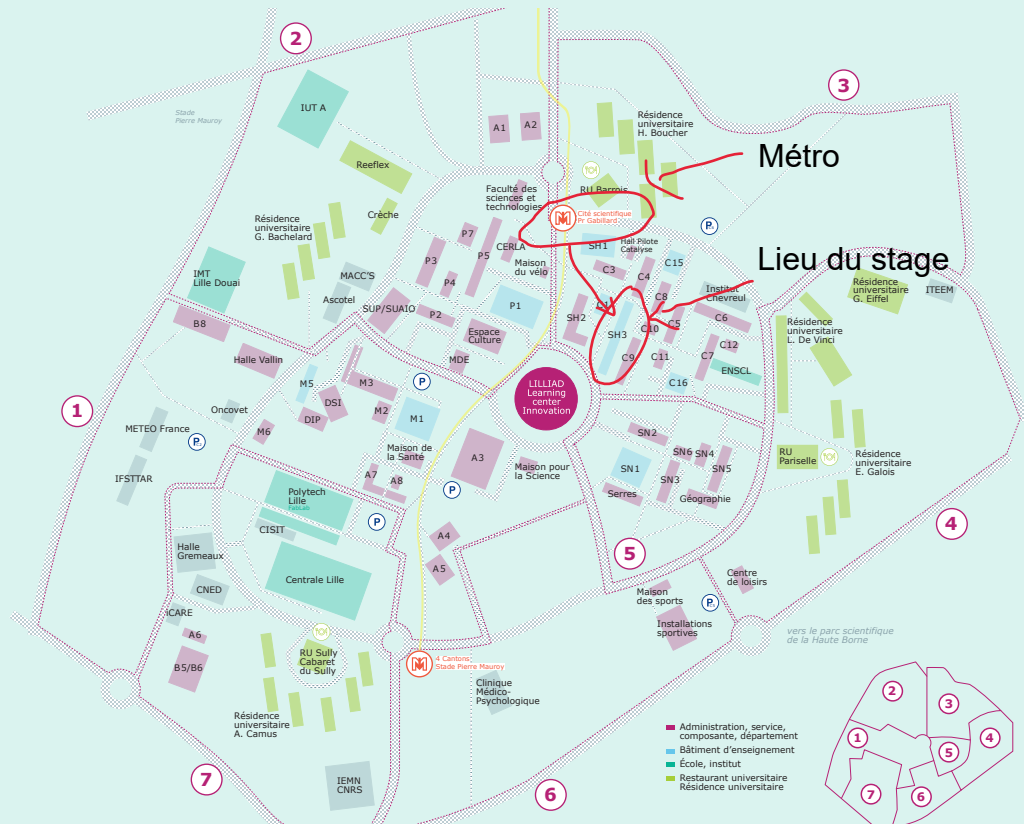 2
3
Stade
Pierre Mauroy
IUT A
A1
A2
Résidence
universitaire
H. Boucher
Métro
Reeflex
RU Barrois
Faculté des
sciences et
technologies
Crèche
Cité scientifique
Pr Gabillard
Résidence
universitaire
G. Bachelard
P7
CERLA
P5
P3
P4
Maison
du vélo
SH1
Hall Pilote
Catalyse
C15
C3
C4
P
Lieu du stage
IMT
Lille Douai
MACC'S
Ascotel
SUP/SUAIO
P2
P1
Espace
Culture
MDE
SH2
SH3
C8
C10
C5
C9
C11
Institut
Chevreul
C6
C12
C7
ENSCL
C16
Résidence
universitaire
G. Eiffel
ITEEM
Résidence
universitaire
L. De Vinci
B8
Halle Vallin
M5
M3
DSI
DIP
M2
M1
M6
P
LILLIAD
Learning
center
Innovation
1
Oncovet
METEO France
P
IFSTTAR
Maison de
la Santé
A7
A8
A3
Maison pour
la Science
P
SN2
SN6
SN4
SN1
SN3
SN5
Serres
Géographie
RU
Pariselle
Résidence
universitaire
E. Galois
Polytech
Lille
FabLab
P
CISIT
Halle
Gremeaux
Centrale Lille
A4
A5
5
4
CNED
iCARE
A6
B5/B6
Maison
des sports
Centre
de loisirs
P
Installations
sportives
vers le parc scientifique
de la Haute Borne
RU Sully
Cabaret
du Sully
4 Cantons
Stade Pierre Mauroy
Clinique
Médico-
Psychologique
Résidence
universitaire
A. Camus
7
IEMN
CNRS
6
Administration, service,
composante, département
Bâtiment d'enseignement
École, institut
Restaurant universitaire
Résidence universitaire
2
3
1
4
5
7
6